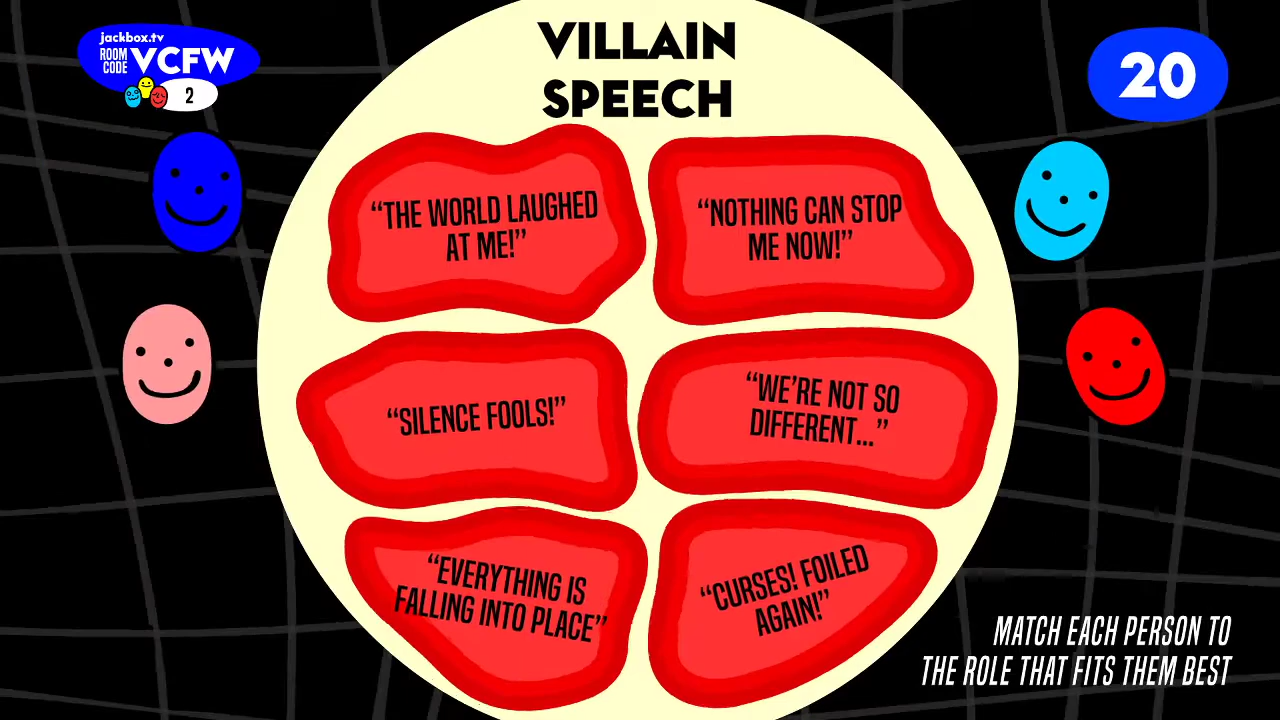 jackbox.tv
ROOM
CODE
VCFW
2
VILLAIN
SPEECH
20
“THE WORLD LAUGHED
AT ME!”
“NOTHING CAN STOP
ME NOW!”
“SILENCE FOOLS!”
“WE’RE NOT SO
DIFFERENT...”
“EVERYTHING IS
FALLING INTO PLACE”
“CURSES! FOILED
AGAIN!”
MATCH EACH PERSON TO
THE ROLE THAT FITS THEM BEST